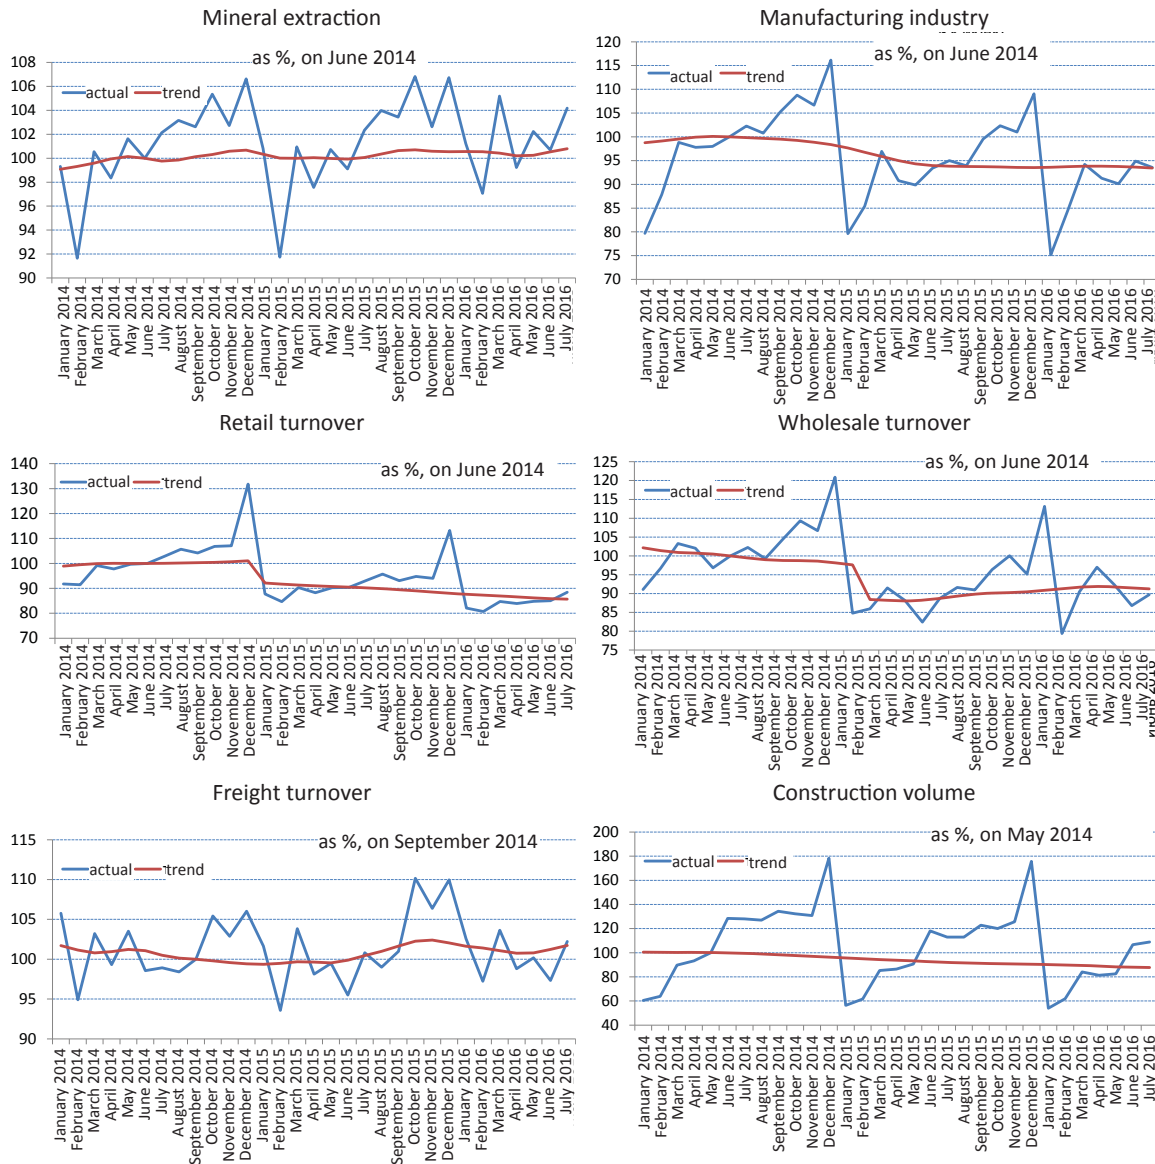 Mineral extraction
as %, on June 2014
actual
trend
108
106
104
102
100
98
96
94
92
90
January 2014
February 2014
March 2014
April 2014
May 2014
June 2014
July 2014
August 2014
September 2014
October 2014
November 2014
December 2014
January 2015
February 2015
March 2015
April 2015
May 2015
June 2015
July 2015
August 2015
September 2015
October 2015
November 2015
December 2015
January 2016
February 2016
March 2016
April 2016
May 2016
June 2016
July 2016
Manufacturing industry
as %, on June 2014
actual
trend
120
110
100
90
80
70
January 2014
February 2014
March 2014
April 2014
May 2014
June 2014
July 2014
August 2014
September 2014
October 2014
November 2014
December 2014
January 2015
February 2015
March 2015
April 2015
May 2015
June 2015
July 2015
August 2015
September 2015
October 2015
November 2015
December 2015
January 2016
February 2016
March 2016
April 2016
May 2016
June 2016
July 2016
Retail turnover
as %, on June 2014
actual
trend
140
130
120
110
100
90
80
70
January 2014
February 2014
March 2014
April 2014
May 2014
June 2014
July 2014
August 2014
September 2014
October 2014
November 2014
December 2014
January 2015
February 2015
March 2015
April 2015
May 2015
June 2015
July 2015
August 2015
September 2015
October 2015
November 2015
December 2015
January 2016
February 2016
March 2016
April 2016
May 2016
June 2016
July 2016
Wholesale turnover
as %, on June 2014
actual
trend
125
120
115
110
105
100
95
90
85
80
75
January 2014
February 2014
March 2014
April 2014
May 2014
June 2014
July 2014
August 2014
September 2014
October 2014
November 2014
December 2014
January 2015
February 2015
March 2015
April 2015
May 2015
June 2015
July 2015
August 2015
September 2015
October 2015
November 2015
December 2015
January 2016
February 2016
March 2016
April 2016
May 2016
June 2016
July 2016
Freight turnover
as %, on September 2014
actual
trend
115
110
105
100
95
90
January 2014
February 2014
March 2014
April 2014
May 2014
June 2014
July 2014
August 2014
September 2014
October 2014
November 2014
December 2014
January 2015
February 2015
March 2015
April 2015
May 2015
June 2015
July 2015
August 2015
September 2015
October 2015
November 2015
December 2015
January 2016
February 2016
March 2016
April 2016
May 2016
June 2016
July 2016
Construction volume
as %, on May 2014
actual
trend
200
180
160
140
120
100
80
60
40
January 2014
February 2014
March 2014
April 2014
May 2014
June 2014
July 2014
August 2014
September 2014
October 2014
November 2014
December 2014
January 2015
February 2015
March 2015
April 2015
May 2015
June 2015
July 2015
August 2015
September 2015
October 2015
November 2015
December 2015
January 2016
February 2016
March 2016
April 2016
May 2016
June 2016
July 2016